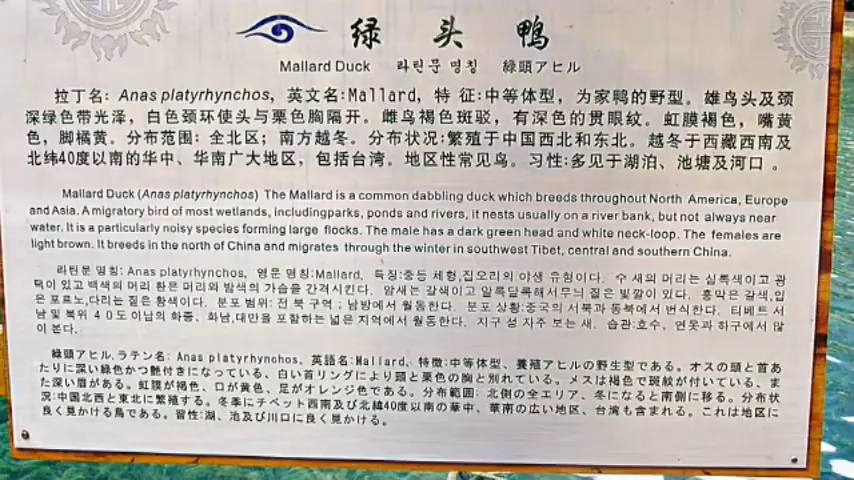 绿 头 鸭
Mallard Duck 라틴문 명칭 綠頭アヒル
拉丁名：Anas platyrhynchos，英文名：Mallard，特 征：中等体型，为家鸭的野型。雄鸟头及颈
深绿色带光泽，白色颈环使头与栗色胸隔开。雌鸟褐色斑驳，有深色的贯眼纹。虹膜褐色，嘴黄
色，脚橘黄。分布范围：全北区；南方越冬。分布状况：繁殖于中国西北和东北。越冬于西藏西南及
北纬40度以南的华中、华南广大地区，包括台湾。地区性常见鸟。习性：多见于湖泊、池塘及河口 。
Mallard Duck (Anas platyrhynchos) The Mallard is a common dabbling duck which breeds throughout North America, Europe
and Asia. A migratory bird of most wetlands, includingparks, ponds and rivers, it nests usually on a river bank, but not always near
water. It is a particularly noisy species forming large flocks. The male has a dark green head and white neck-loop. The females are
light brown. It breeds in the north of China and migrates through the winter in southwest Tibet, central and southern China.
라틴문 명칭: Anas platyrhynchos, 영문 명칭:Mallard, 특징:중등 체형,집오리의 야생 유형이다. 수 새의 머리는 심록색이고 광
택이 있고 백색의 머리 환은 머리와 밤색의 가슴을 간격시킨다. 암새는 갈색이고 알록달록해서무늬 짙은 빛깔이 있다. 홍막은 갈색,입
은 포르노,다리는 짙은 황색이다. 분포 범위: 전 북 구역 ; 남방에서 월동한다. 분포 상황:중국의 서북과 동북에서 번식한다. 티베트 서
남 및 북위 4 0 도 이남의 화중, 화남,대만을 포함하는 넓은 지역에서 월동한다. 지구 성 자주 보는 새. 습관:호수, 연못과 하구에서 많
이 본다.
綠頭アヒル,ラテン名: Anas platyrhynchos、英語名:Mallard、特徴:中等体型、養殖アヒルの野生型である。オスの頭と首あ
たりに深い緑色かつ艶付きになっている、白い首リングにより頭と栗色の胸と別れている。メスは褐色で斑紋が付いている、ま
た深い眉がある。虹膜が褐色、口が黄色、足がオレンジ色である。分布範囲: 北側の全エリア、冬になると南側に移る。分布状
況:中国北西と東北に繁殖する。冬季にチベット西南及び北緯40度以南の華中、華南の広い地区、台湾も含まれる。これは地区に
良く見かける鳥である。習性:湖、池及び川口に良く見かける。